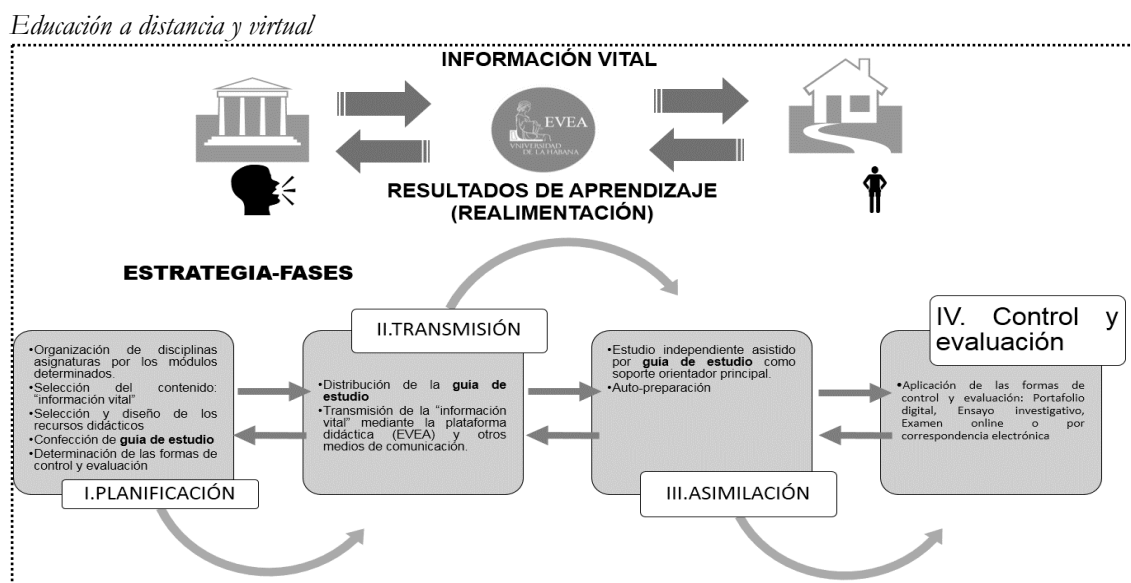 Educación a distancia y virtual
INFORMACIÓN VITAL
EVEA
VNIVERSIDAD
DE LA HABANA
RESULTADOS DE APRENDIZAJE
(REALIMENTACIÓN)
ESTRATEGIA-FASES
•Organización de disciplinas
asignaturas por los módulos
determinados.
•Selección del contenido:
“información vital”
•Selección y diseño de los
recursos didácticos
•Confección de guia de estudio
•Determinación de las formas de
control y evaluación
I.PLANIFICACIÓN
II.TRANSMISIÓN
•Distribución de la guia de
estudio
•Transmisión de la “información
vital” mediante la plataforma
didáctica (EVEA) y otros
medios de comunicación.
•Estudio independiente asistido
por guia de estudio como
soporte orientador principal.
•Auto-preparación
III.ASIMILACIÓN
IV. Control y
evaluación
•Aplicación de las formas de
control y evaluación: Portafolio
digital, Ensayo investigativo,
Examen online o por
correspondencia electrónica